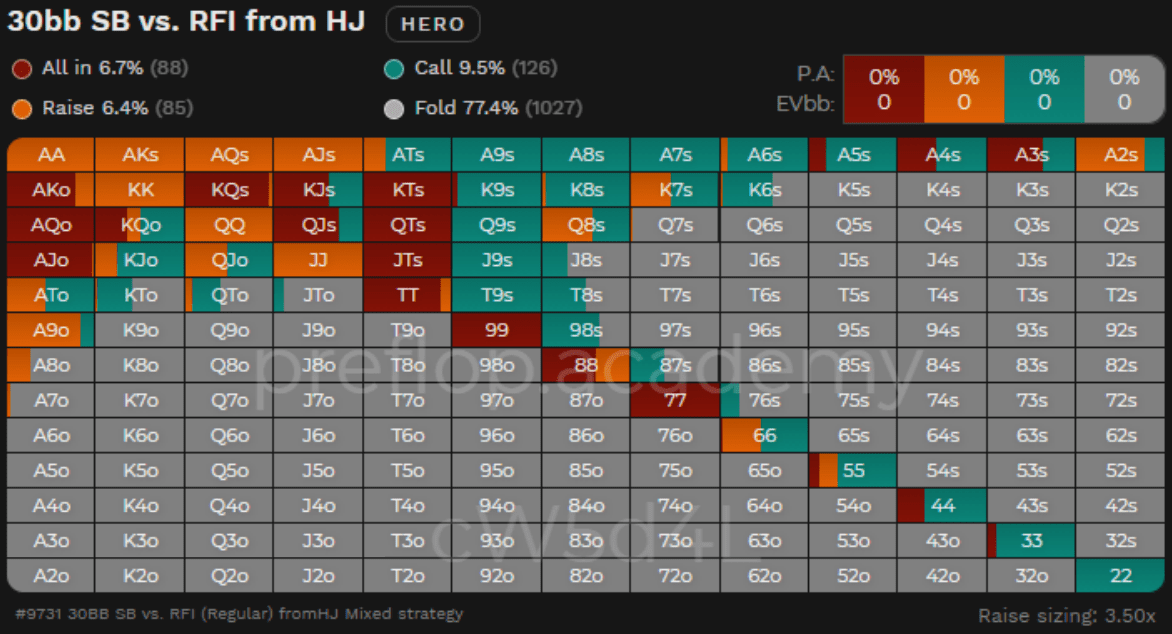 30bb SB vs. RFI from HJ HERO
All in 6.7% (88) Call 9.5% (126)
Raise 6.4% (85) Fold 77.4% (1027)
P.A: 0% 0% 0% 0%
EVbb: 0 0 0 0
AA AKs AQs AJs ATs A9s A8s A7s A6s A5s A4s A3s A2s
AKo KK KQs KJs KTs K9s K8s K7s K6s K5s K4s K3s K2s
AQo KQo QQ QJs QTs Q9s Q8s Q7s Q6s Q5s Q4s Q3s Q2s
AJo KJo QJo JJ JTs J9s J8s J7s J6s J5s J4s J3s J2s
ATo KTo QTo JTo TT T9s T8s T7s T6s T5s T4s T3s T2s
A9o K9o Q9o J9o T9o 99 98s 97s 96s 95s 94s 93s 92s
A8o K8o Q8o J8o T8o 98o 88 87s 86s 85s 84s 83s 82s
preflop.academy
A7o K7o Q7o J7o T7o 97o 87o 77 76s 75s 74s 73s 72s
A6o K6o Q6o J6o T6o 96o 86o 76o 66 65s 64s 63s 62s
A5o K5o Q5o J5o T5o 95o 85o 75o 65o 55 54s 53s 52s
A4o K4o Q4o J4o T4o 94o 84o 74o 64o 54o 44 43s 42s
cW5d4L
A3o K3o Q3o J3o T3o 93o 83o 73o 63o 53o 43o 33 32s
A2o K2o Q2o J2o T2o 92o 82o 72o 62o 52o 42o 32o 22
#9731 30BB SB vs. RFI (Regular) fromHJ Mixed strategy
Raise sizing: 3.50x